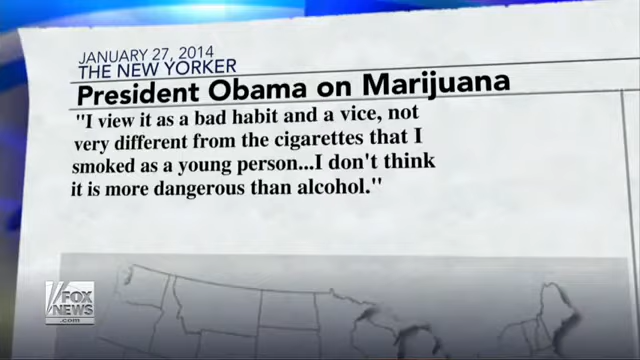 JANUARY 27, 2014
THE NEW YORKER
President Obama on Marijuana
"I view it as a bad habit and a vice, not
very different from the cigarettes that I
smoked as a young person...I don't think
it is more dangerous than alcohol."
FOX
NEWS
.com